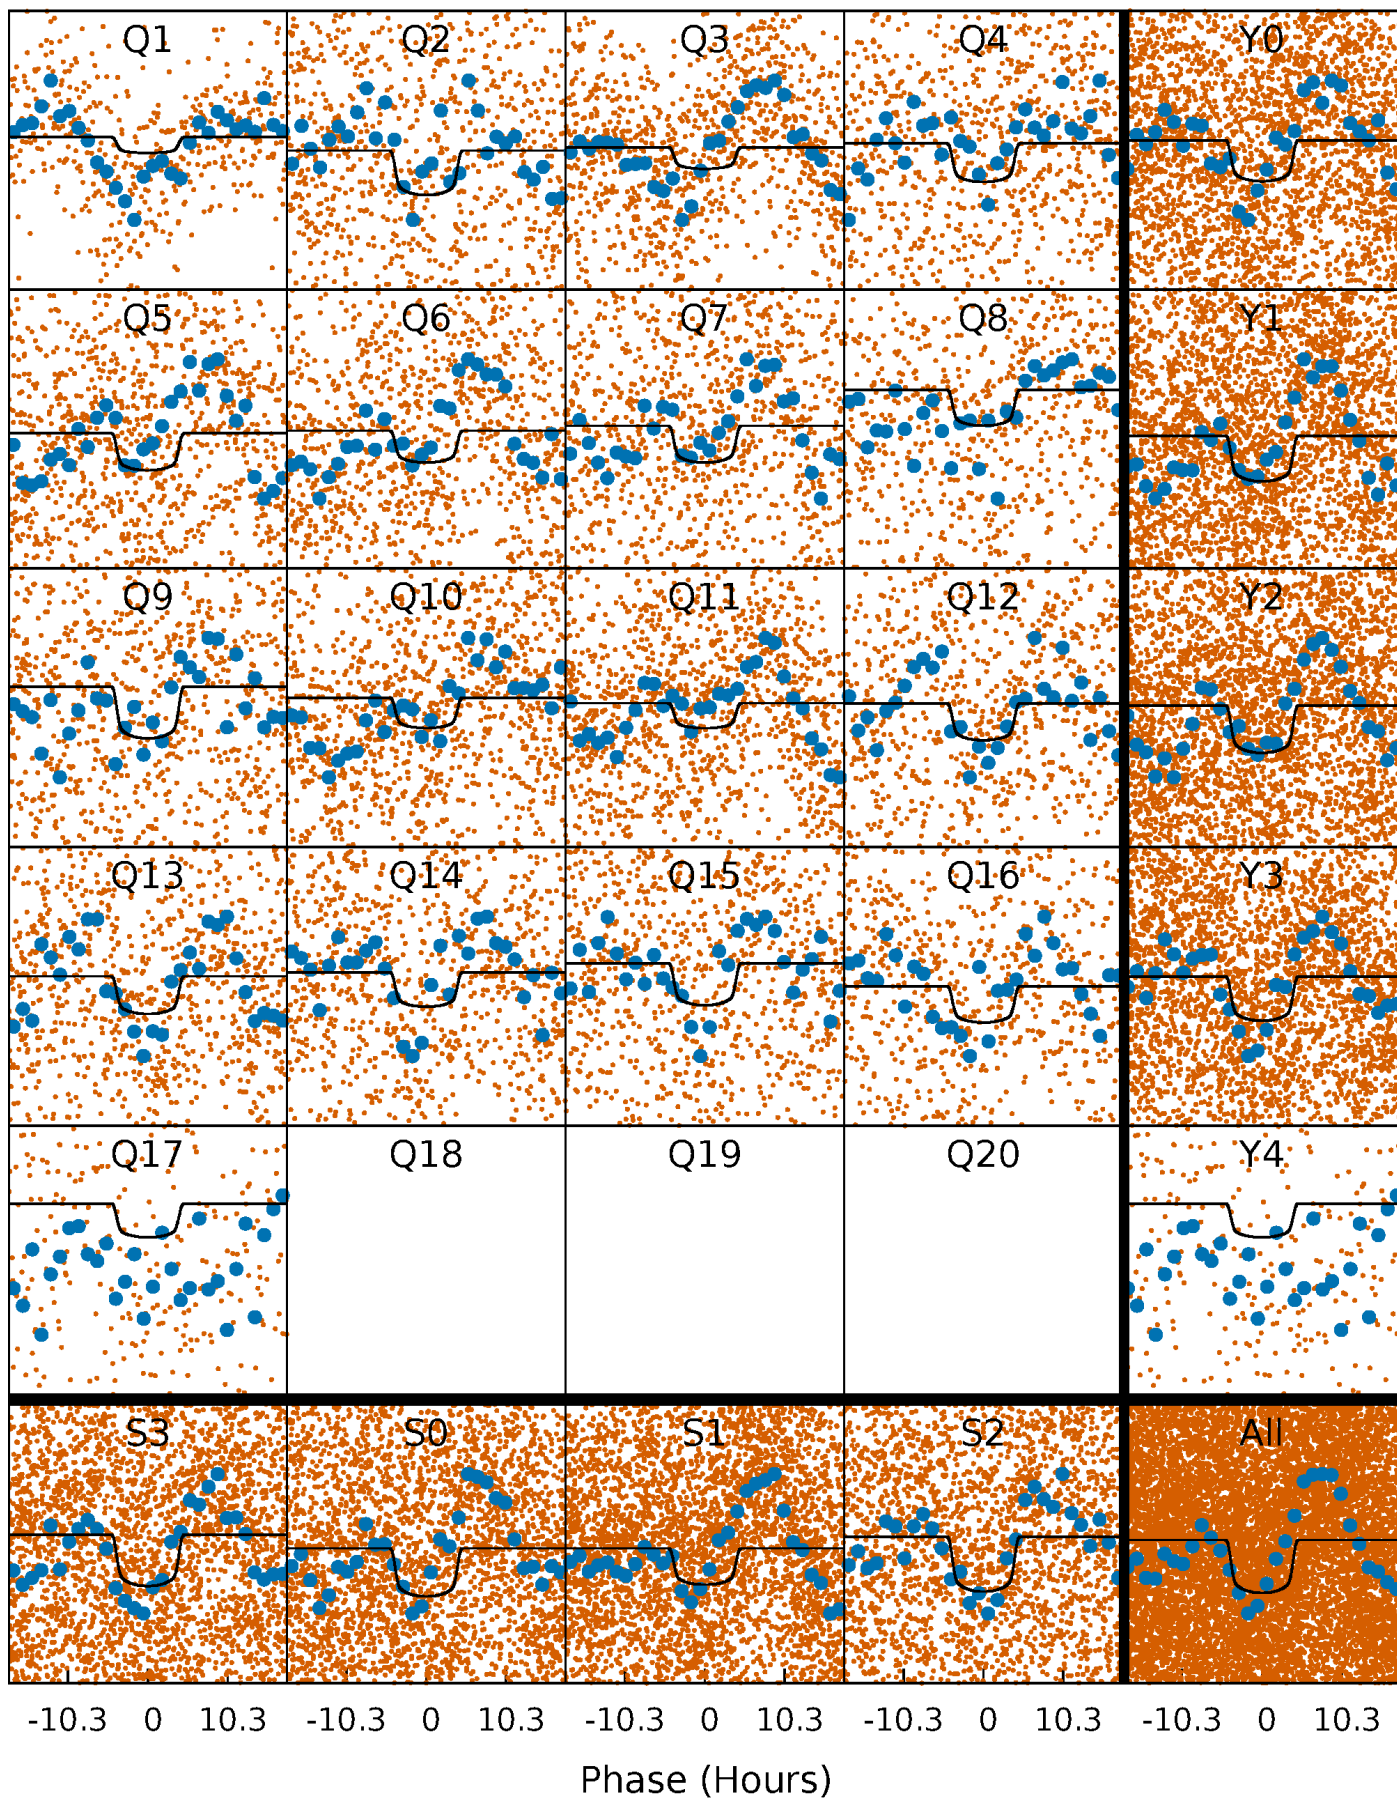 Q1 Q2 Q3 Q4 Y0
Q5 Q6 Q7 Q8 Y1
Q9 Q10 Q11 Q12 Y2
Q13 Q14 Q15 Q16 Y3
Q17 Q18 Q19 Q20 Y4
S3 S0 S1 S2 All
-10.3 0 10.3 -10.3 0 10.3 -10.3 0 10.3 -10.3 0 10.3 -10.3 0 10.3
Phase (Hours)